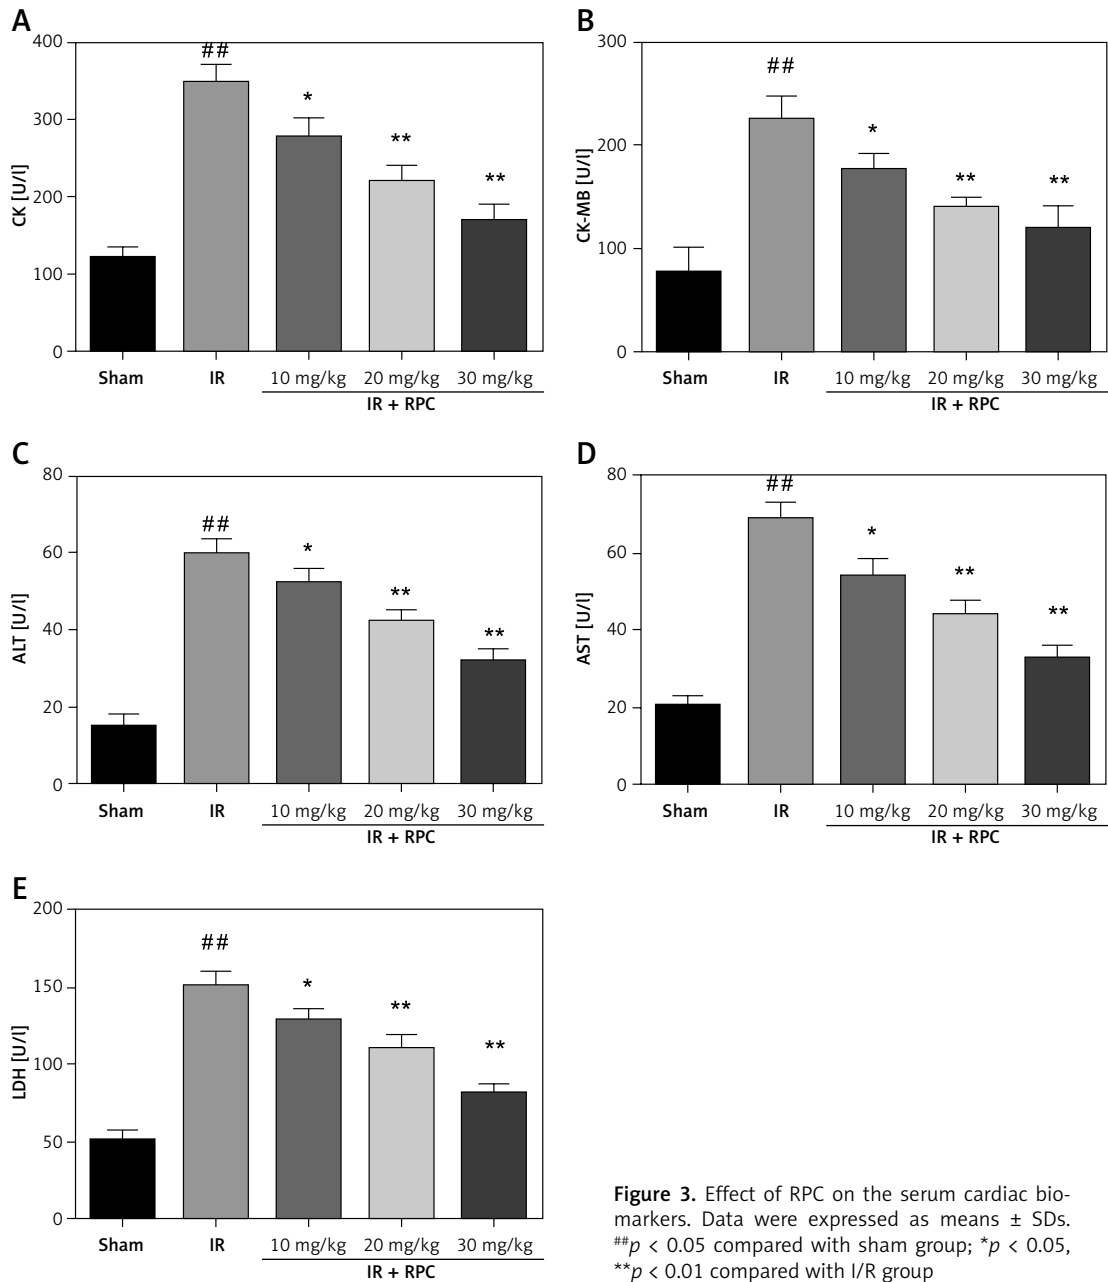 A
CK [U/l]
400
300
200
100
0
##
*
**
**
Sham IR 10 mg/kg 20 mg/kg 30 mg/kg
IR + RPC
B
CK-MB [U/l]
300
200
100
0
##
*
**
**
Sham IR 10 mg/kg 20 mg/kg 30 mg/kg
IR + RPC
C
ALT [U/l]
80
60
40
20
0
##
*
**
**
Sham IR 10 mg/kg 20 mg/kg 30 mg/kg
IR + RPC
D
AST [U/l]
80
60
40
20
0
##
*
**
**
Sham IR 10 mg/kg 20 mg/kg 30 mg/kg
IR + RPC
E
LDH [U/l]
200
150
100
50
0
##
*
**
**
Sham IR 10 mg/kg 20 mg/kg 30 mg/kg
IR + RPC
Figure 3. Effect of RPC on the serum cardiac bio-
markers. Data were expressed as means ± SDs.
##p < 0.05 compared with sham group; *p < 0.05,
**p < 0.01 compared with I/R group